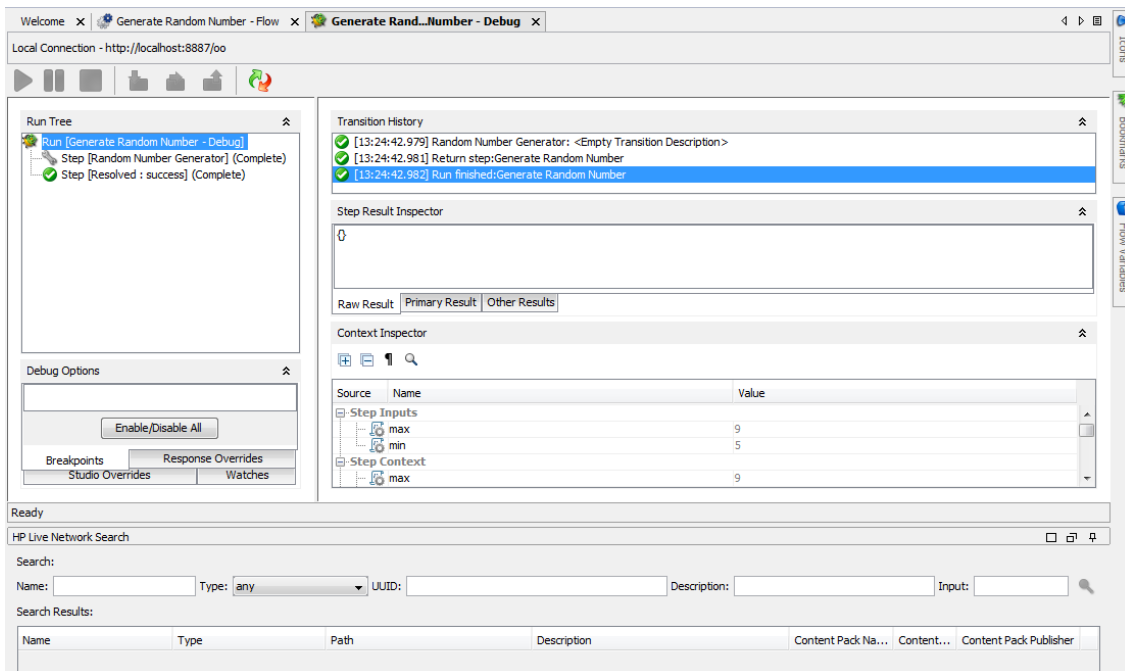 Welcome
Generate Random Number - Flow
Generate Rand...Number - Debug
Local Connection - http://localhost:8887/oo
Run Tree
Run [Generate Random Number - Debug]
Step [Random Number Generator] (Complete)
Step [Resolved : success] (Complete)
Debug Options
Enable/Disable All
Breakpoints
Response Overrides
Studio Overrides
Watches
Transition History
[13:24:42.979] Random Number Generator: <Empty Transition Description>
[13:24:42.981] Return step:Generate Random Number
[13:24:42.982] Run finished:Generate Random Number
Step Result Inspector
{}
Raw Result
Primary Result
Other Results
Context Inspector
Source Name Value
Step Inputs
max 9
min 5
Step Context
max 9
Icons
Bookmarks
Flow Variables
Ready
HP Live Network Search
Search:
Name: Type: any UUID: Description: Input:
Search Results:
Name Type Path Description Content Pack Na... Content... Content Pack Publisher